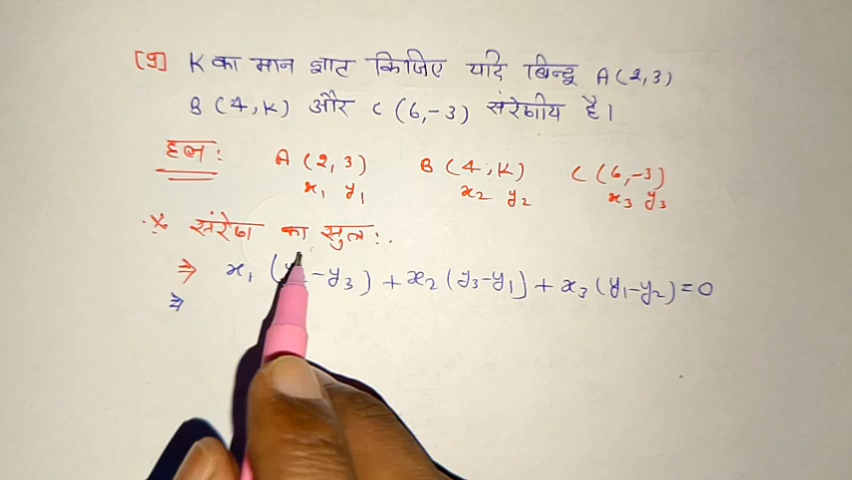 [9] K का मान ज्ञाट किजिए यदि बिन्दू A(2,3)
B(4,K) और C(6,-3) संरेखीय है।
हल: A(2,3) B(4,K) C(6,-3)
x₁ y₁ x₂ y₂ x₃ y₃
संरेखा का सुत्र:.
⇒ x₁ (y₂-y₃) + x₂ (y₃-y₁) + x₃ (y₁-y₂) = 0
⇒